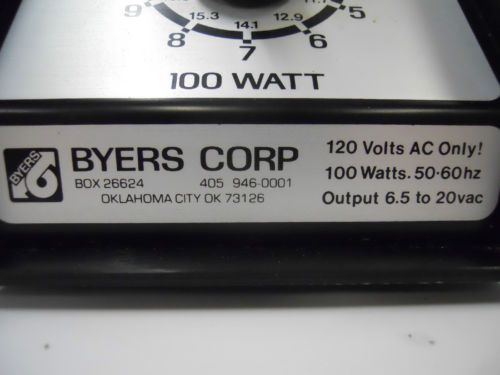 9 5
15.3 14.1 12.9
8 7 6
100 WATT
BYERS
BYERS CORP
BOX 26624 405 946-0001
OKLAHOMA CITY OK 73126
120 Volts AC Only!
100 Watts. 50·60hz
Output 6.5 to 20vac